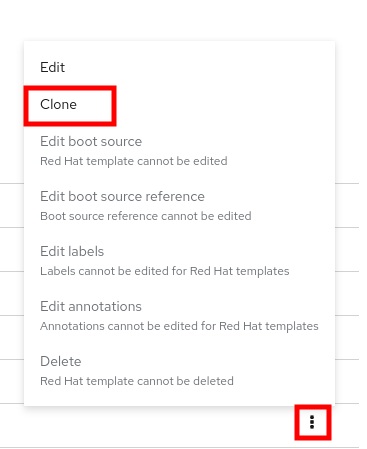 Edit
Clone
Edit boot source
Red Hat template cannot be edited
Edit boot source reference
Boot source reference cannot be edited
Edit labels
Labels cannot be edited for Red Hat templates
Edit annotations
Annotations cannot be edited for Red Hat templates
Delete
Red Hat template cannot be deleted